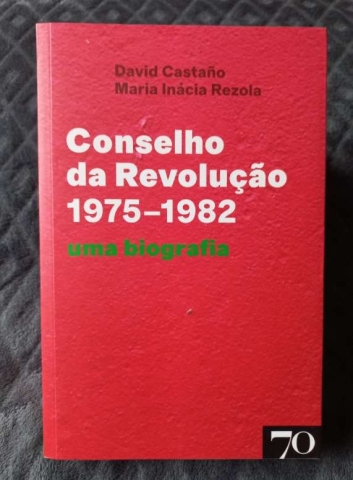 David Castaño
Maria Inácia Rezola
Conselho
da Revolução
1975–1982
uma biografia
70